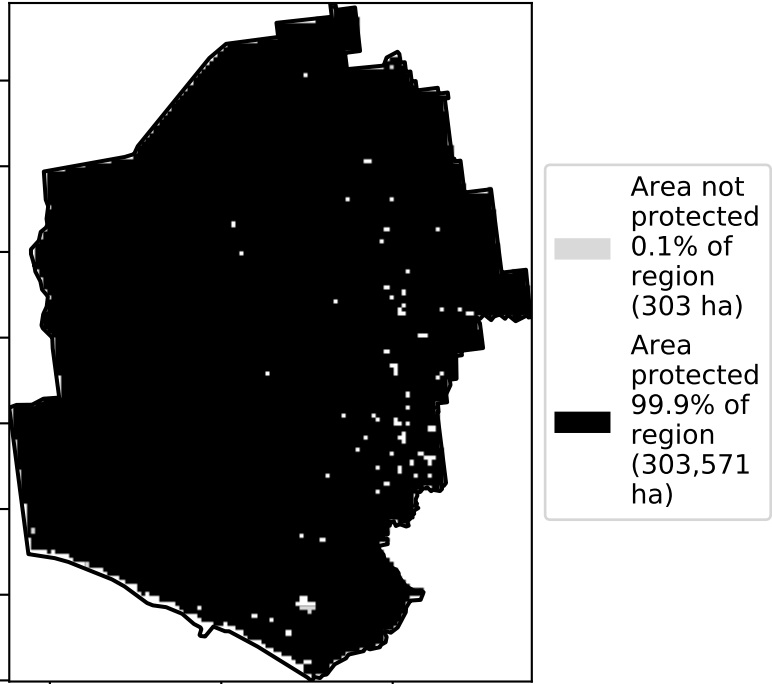 Area not
protected
0.1% of
region
(303 ha)
Area
protected
99.9% of
region
(303,571
ha)